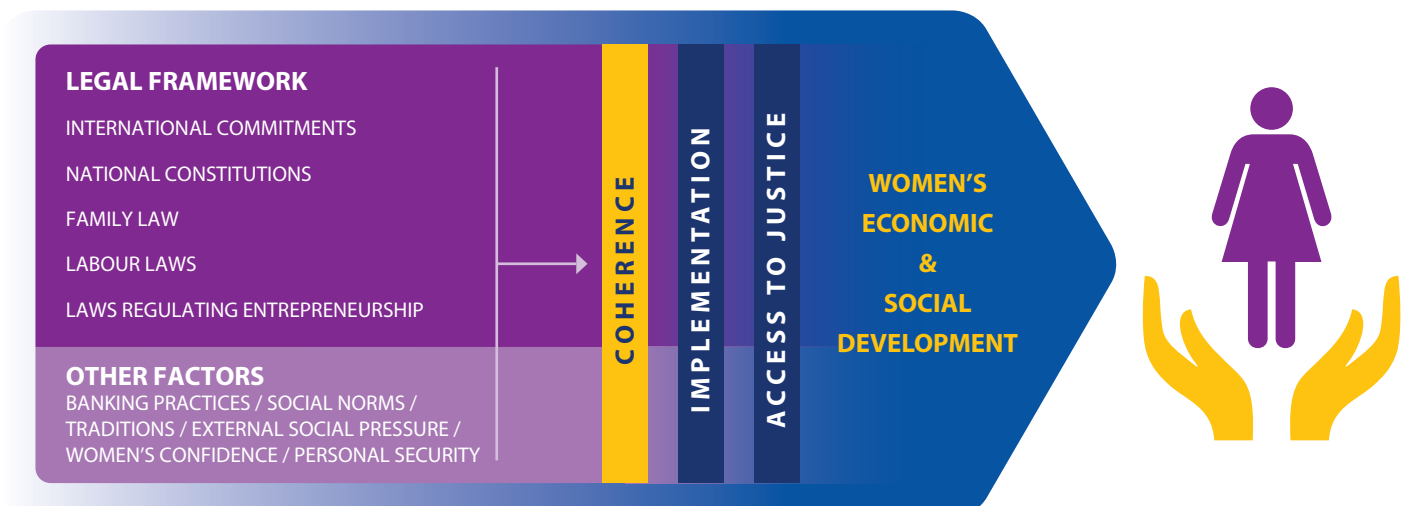 LEGAL FRAMEWORK
INTERNATIONAL COMMITMENTS
NATIONAL CONSTITUTIONS
FAMILY LAW
LABOUR LAWS
LAWS REGULATING ENTREPRENEURSHIP
OTHER FACTORS
BANKING PRACTICES / SOCIAL NORMS /
TRADITIONS / EXTERNAL SOCIAL PRESSURE /
WOMEN’S CONFIDENCE / PERSONAL SECURITY
COHERENCE
IMPLEMENTATION
ACCESS TO JUSTICE
WOMEN’S
ECONOMIC
&
SOCIAL
DEVELOPMENT